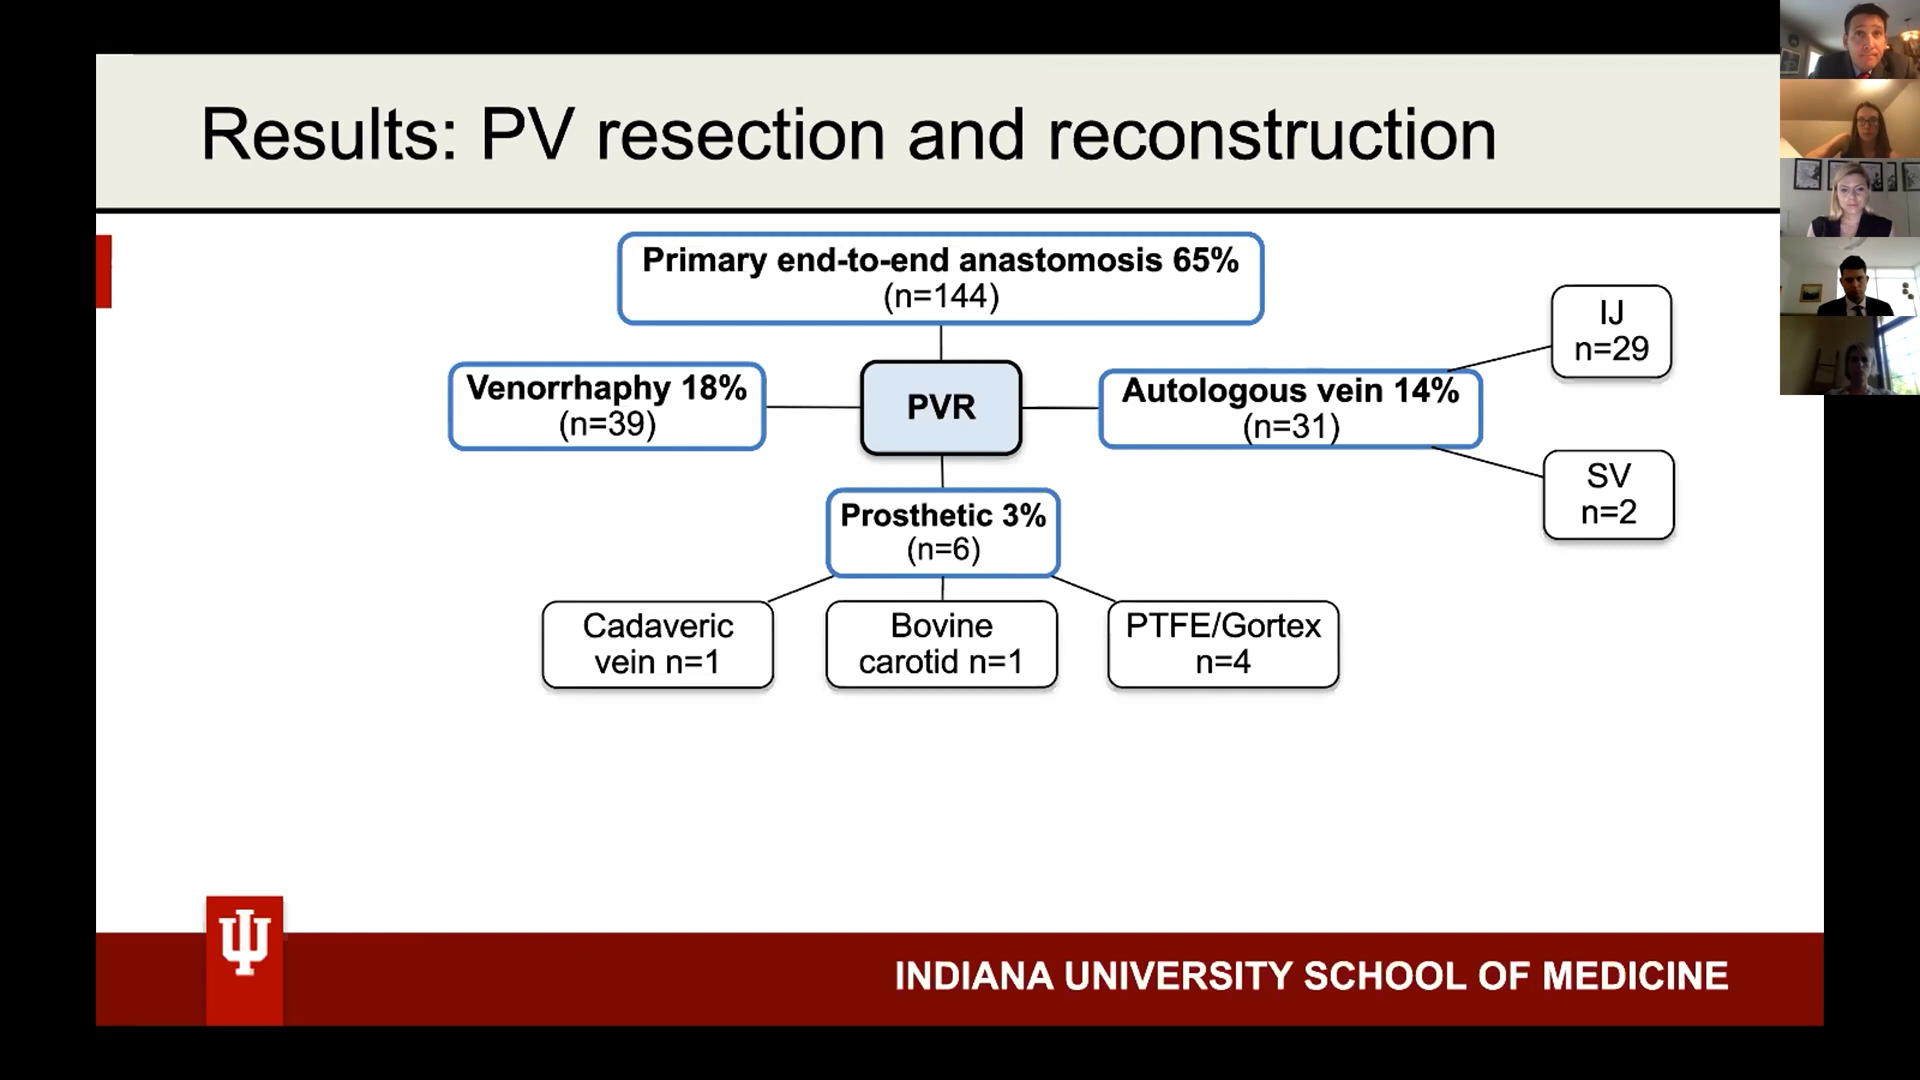 Results: PV resection and reconstruction
Primary end-to-end anastomosis 65%
(n=144)
IJ
n=29
Venorrhaphy 18%
(n=39)
PVR
Autologous vein 14%
(n=31)
SV
n=2
Prosthetic 3%
(n=6)
Cadaveric
vein n=1
Bovine
carotid n=1
PTFE/Gortex
n=4
INDIANA UNIVERSITY SCHOOL OF MEDICINE